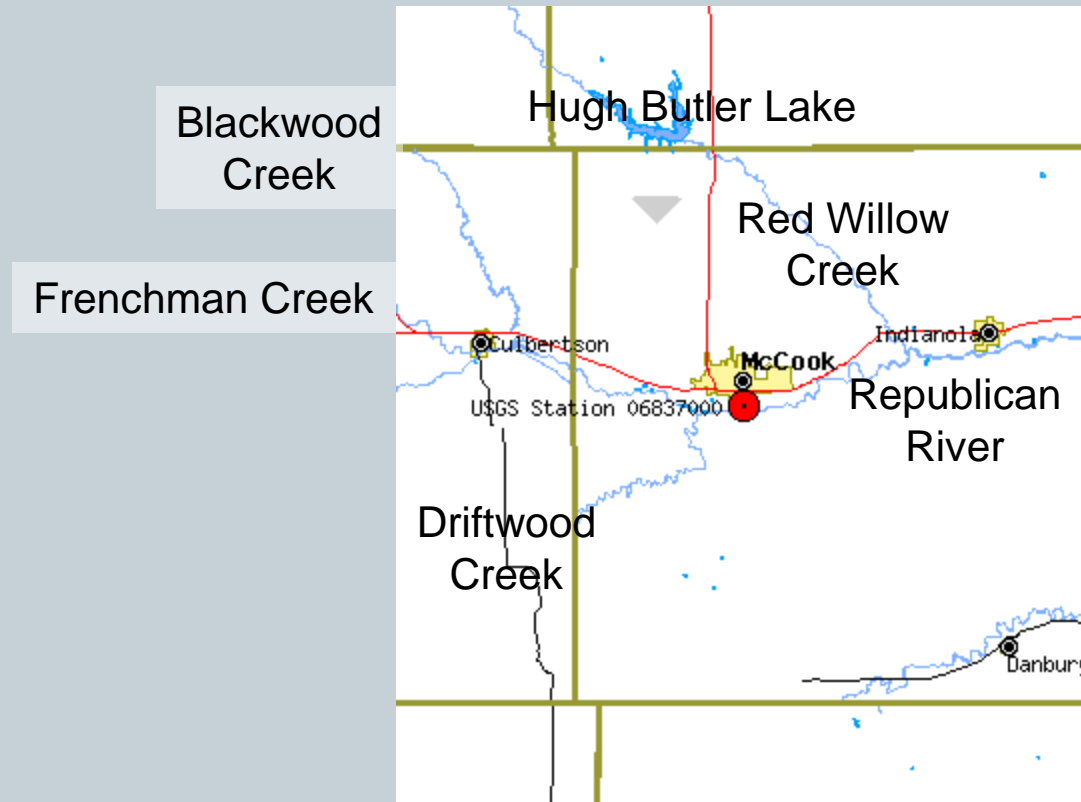 Hugh Butler Lake
Blackwood
Creek
Red Willow
Creek
Frenchman Creek
Indianola
Culbertson
McCook
USGS Station 06837000
Republican
River
Driftwood
Creek
Danbury